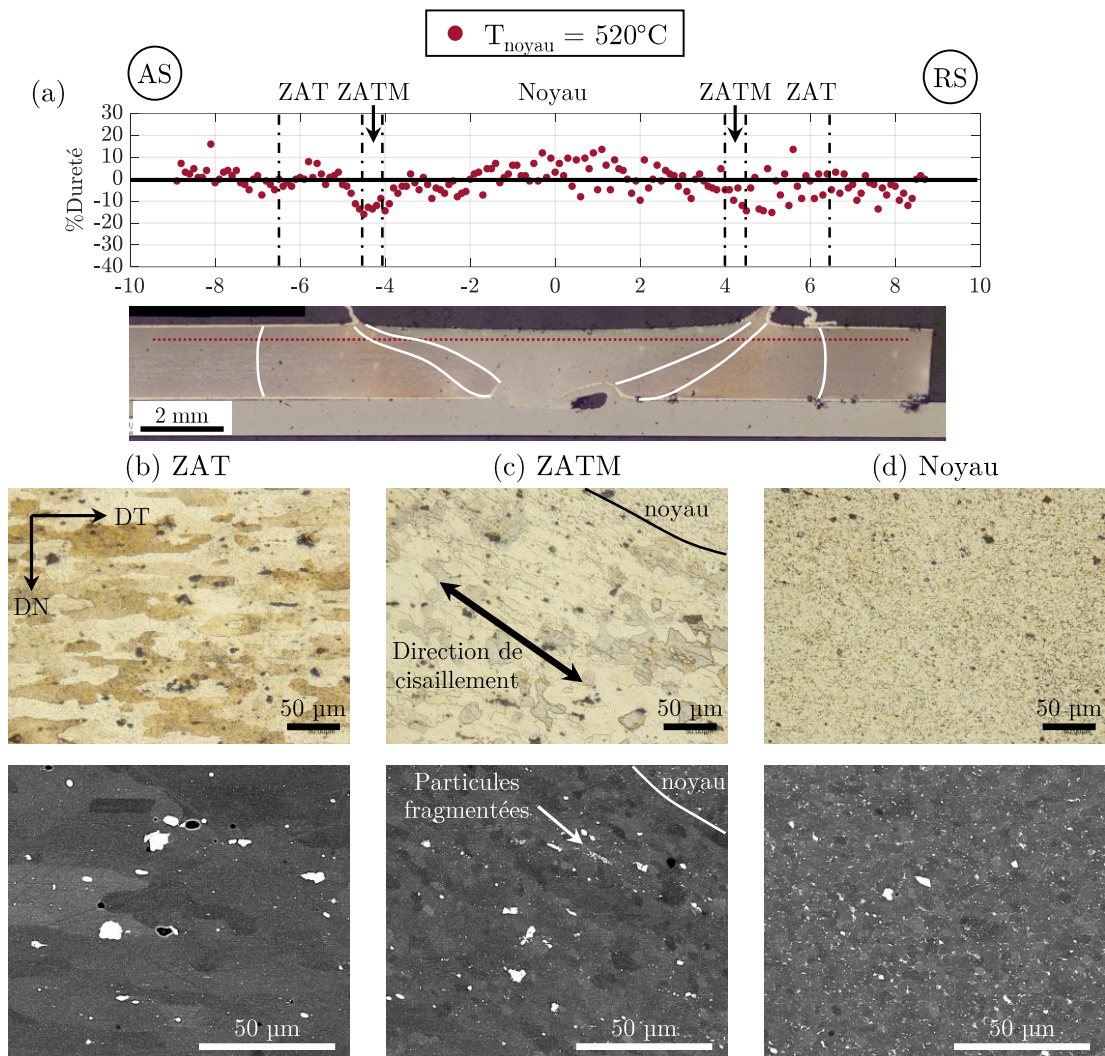 T_noyau = 520°C
AS
RS
(a)
ZAT ZATM Noyau ZATM ZAT
%Dureté
30
20
10
0
-10
-20
-30
-40
-10 -8 -6 -4 -2 0 2 4 6 8 10
2 mm
(b) ZAT
(c) ZATM
(d) Noyau
DT
DN
50 µm
noyau
Direction de
cisaillement
50 µm
50 µm
50 µm
Particules
fragmentées
noyau
50 µm
50 µm